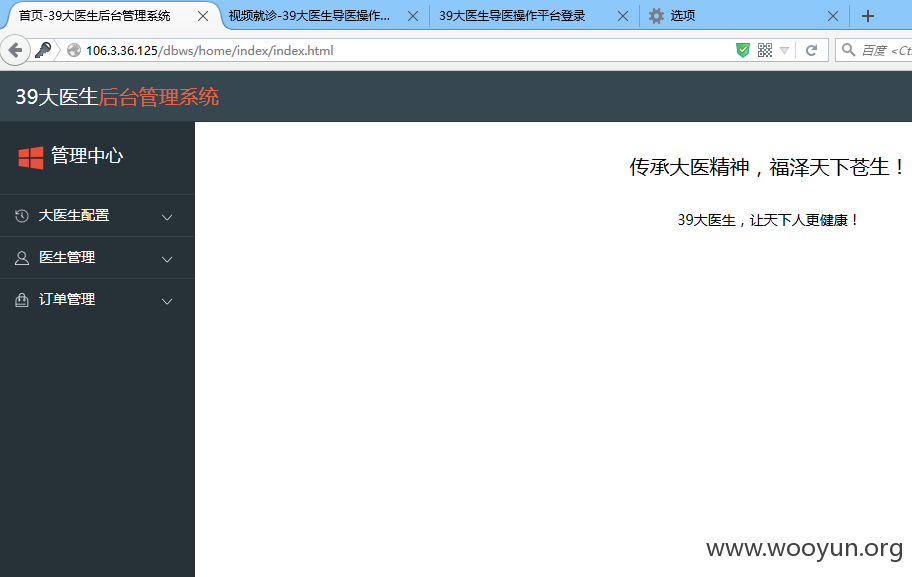 首页-39大医生后台管理系统
视频就诊-39大医生导医操作...
39大医生导医操作平台登录
选项
106.3.36.125/dbws/home/index/index.html
百度 <Ct
39大医生后台管理系统
管理中心
传承大医精神，福泽天下苍生！
大医生配置
39大医生，让天下人更健康！
医生管理
订单管理
www.wooyun.org